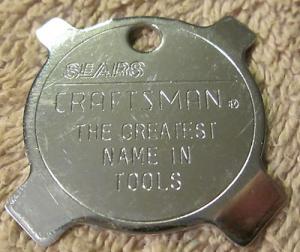 SEARS
CRAFTSMAN®
THE GREATEST
NAME IN
TOOLS